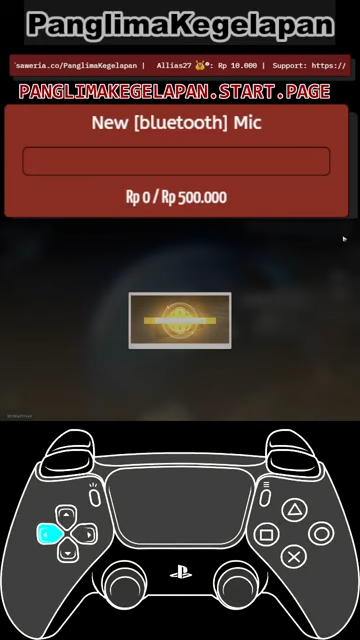 PanglimaKegelapan
saweria.co/PanglimaKegelapan | Allias27 🐯®: Rp 10.000 | Support: https://
PANGLIMAKEGELAPAN.START.PAGE
New [bluetooth] Mic
Rp 0 / Rp 500.000